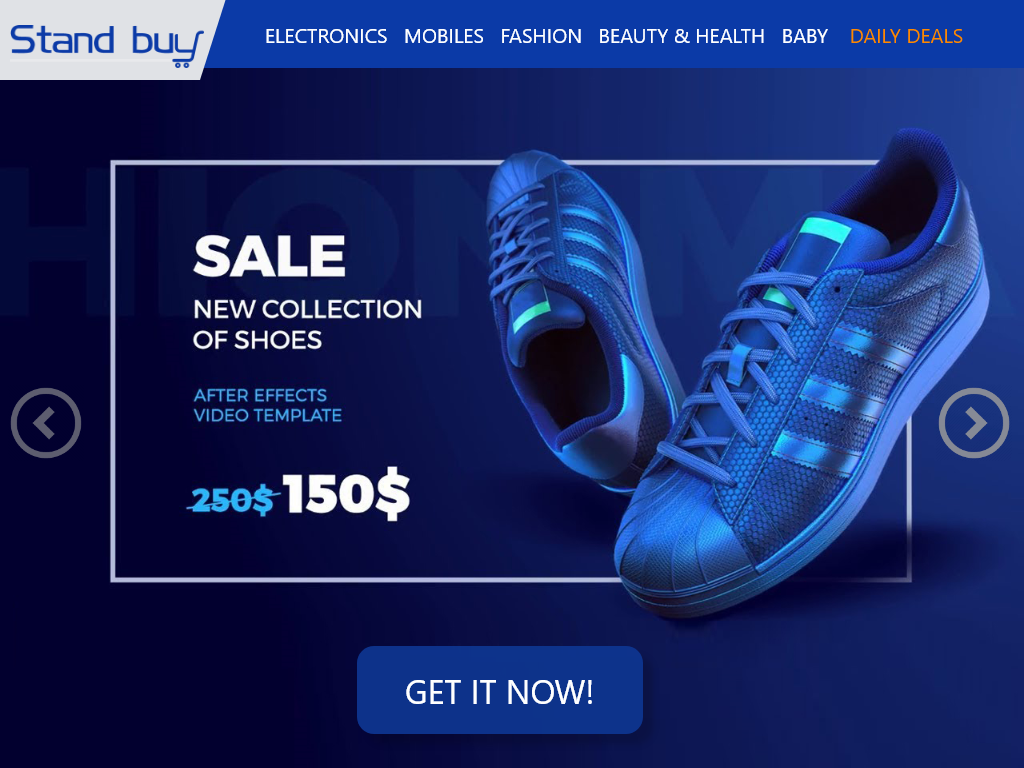 Stand buy
ELECTRONICS MOBILES FASHION BEAUTY & HEALTH BABY DAILY DEALS
SALE
NEW COLLECTION
OF SHOES
AFTER EFFECTS
VIDEO TEMPLATE
250$ 150$
GET IT NOW!